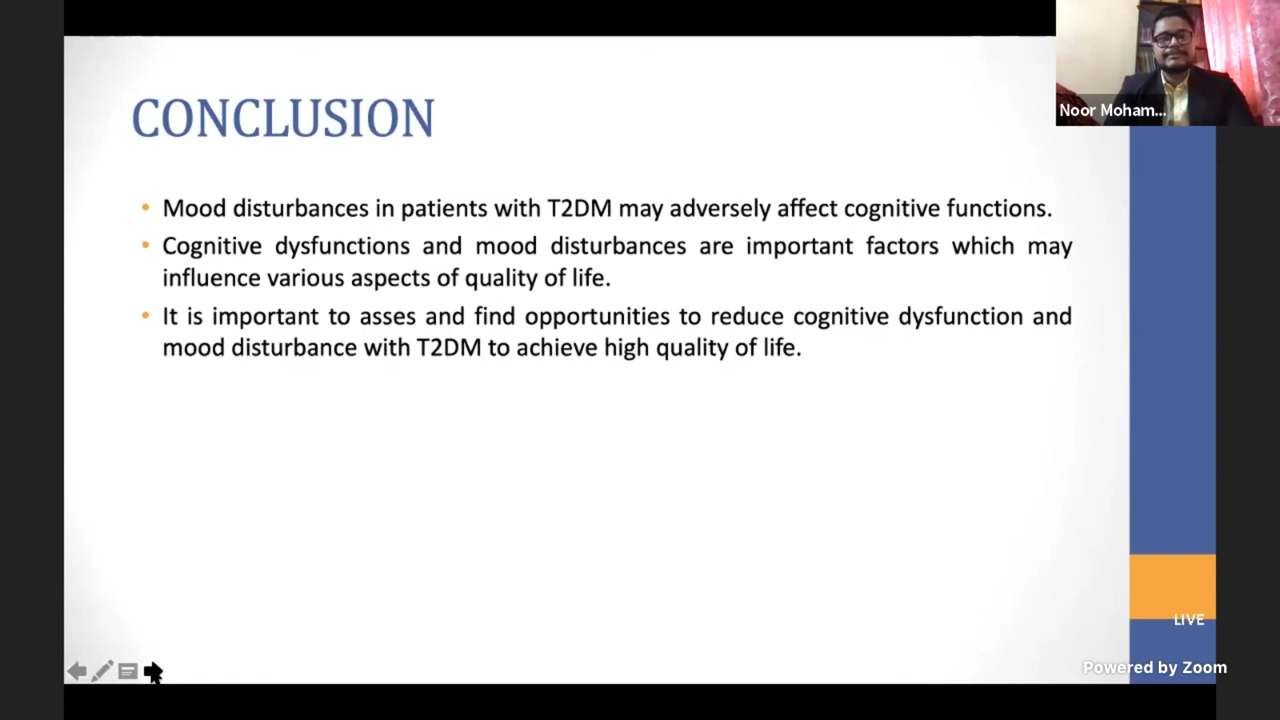 Noor Moham...
CONCLUSION
• Mood disturbances in patients with T2DM may adversely affect cognitive functions.
• Cognitive dysfunctions and mood disturbances are important factors which may
influence various aspects of quality of life.
• It is important to asses and find opportunities to reduce cognitive dysfunction and
mood disturbance with T2DM to achieve high quality of life.
LIVE
Powered by Zoom